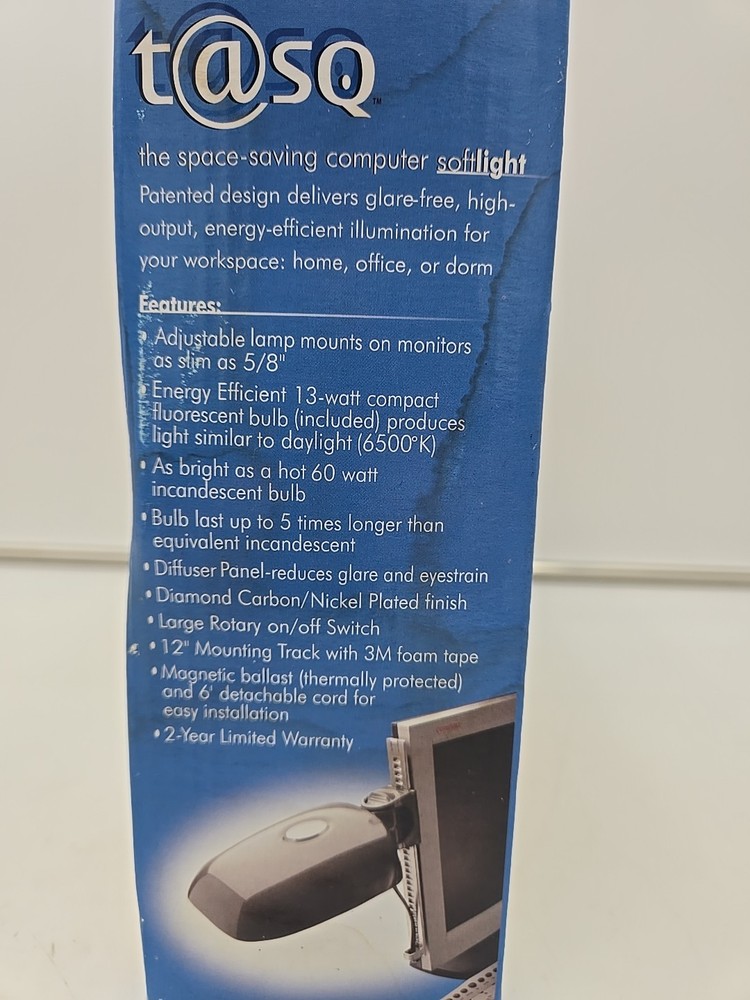 t@sQ™
the space-saving computer softlight
Patented design delivers glare-free, high-
output, energy-efficient illumination for
your workspace: home, office, or dorm
Features:
• Adjustable lamp mounts on monitors
as slim as 5/8"
• Energy Efficient 13-watt compact
fluorescent bulb (included) produces
light similar to daylight (6500°K)
• As bright as a hot 60 watt
incandescent bulb
• Bulb last up to 5 times longer than
equivalent incandescent
• Diffuser Panel-reduces glare and eyestrain
• Diamond Carbon/Nickel Plated finish
• Large Rotary on/off Switch
• 12" Mounting Track with 3M foam tape
• Magnetic ballast (thermally protected)
and 6' detachable cord for
easy installation
• 2-Year Limited Warranty